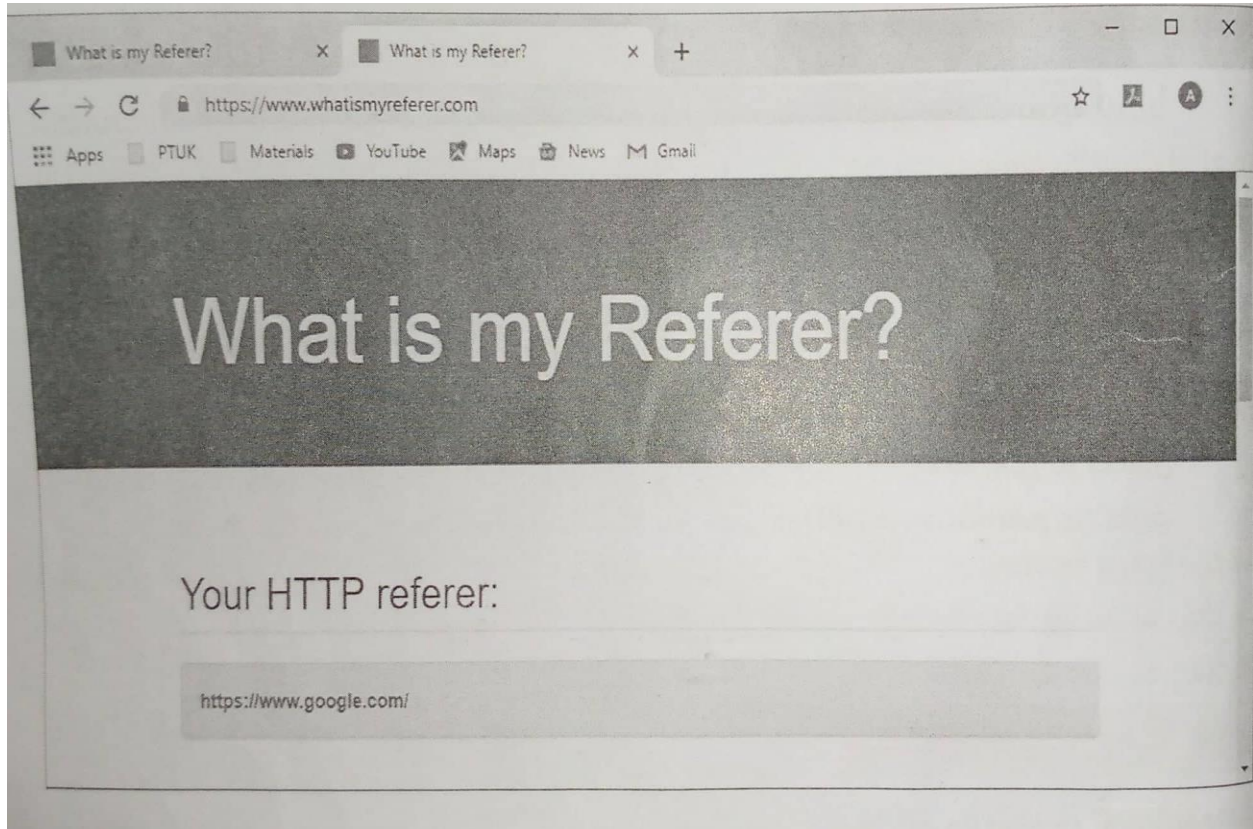 What is my Referer? What is my Referer?
https://www.whatismyreferer.com
A
Apps PTUK Materials YouTube Maps News Gmail
What is my Referer?
Your HTTP referer:
https://www.google.com/